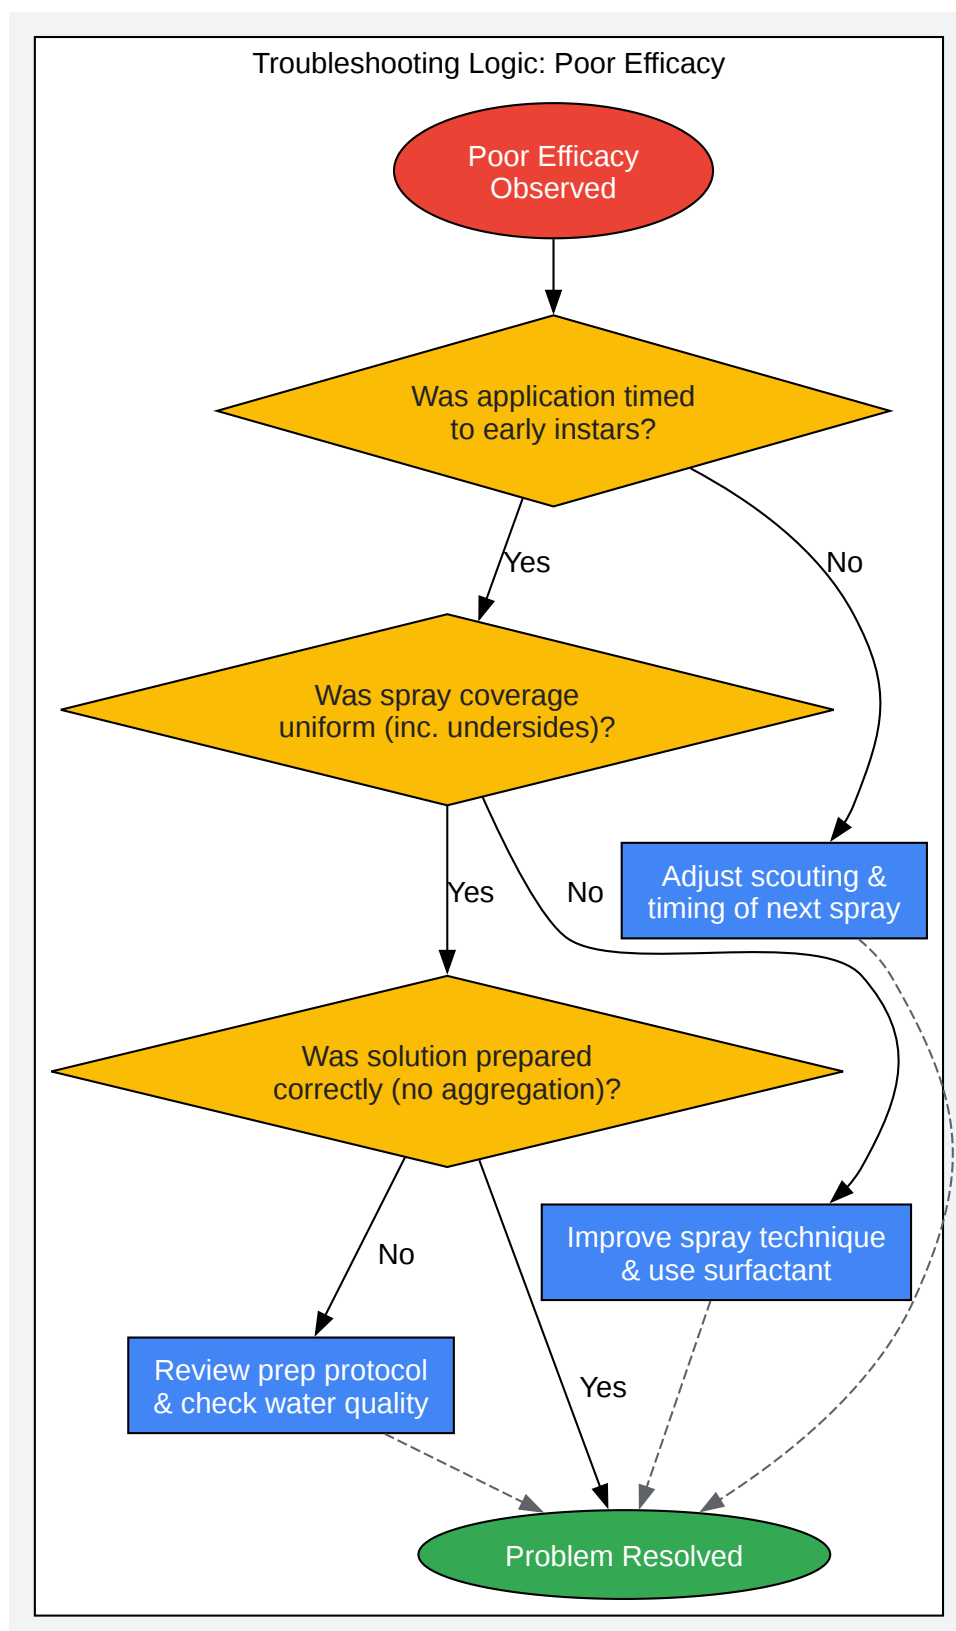 Troubleshooting Logic: Poor Efficacy
Poor Efficacy
Observed
Was application timed
to early instars?
Yes
No
Was spray coverage
uniform (inc. undersides)?
Yes
No
Adjust scouting &
timing of next spray
Was solution prepared
correctly (no aggregation)?
No
Improve spray technique
& use surfactant
Review prep protocol
& check water quality
Yes
Problem Resolved